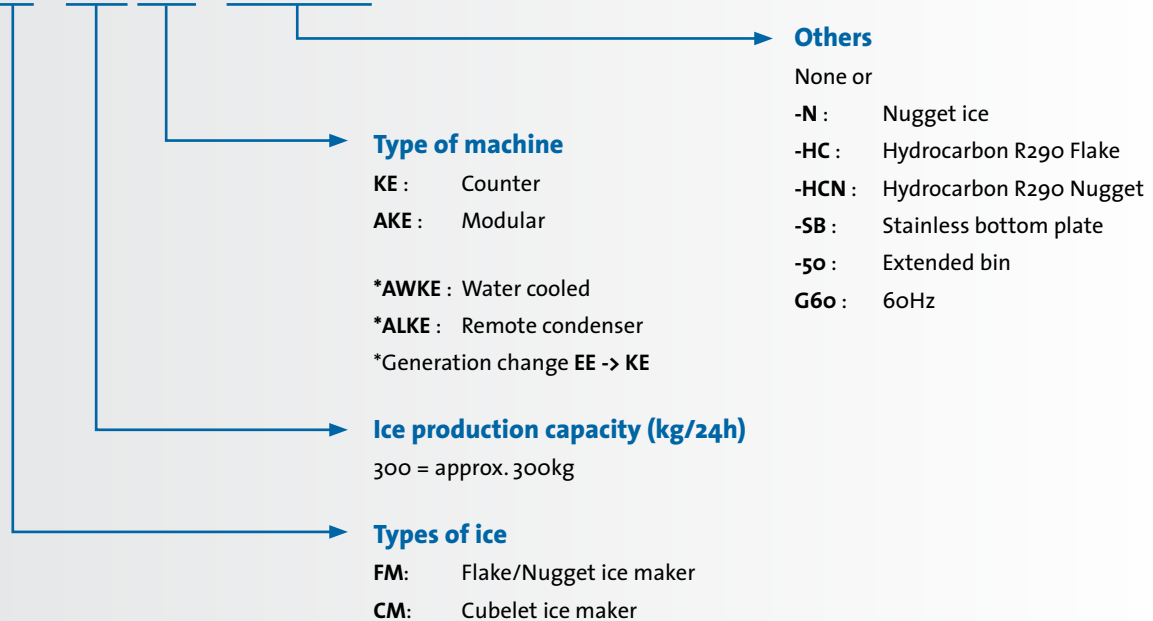 Others
None or
-N : Nugget ice
-HC : Hydrocarbon R290 Flake
-HCN : Hydrocarbon R290 Nugget
-SB : Stainless bottom plate
-50 : Extended bin
G60 : 60Hz
Type of machine
KE : Counter
AKE : Modular
*AWKE : Water cooled
*ALKE : Remote condenser
*Generation change EE -> KE
Ice production capacity (kg/24h)
300 = approx. 300kg
Types of ice
FM: Flake/Nugget ice maker
CM: Cubelet ice maker